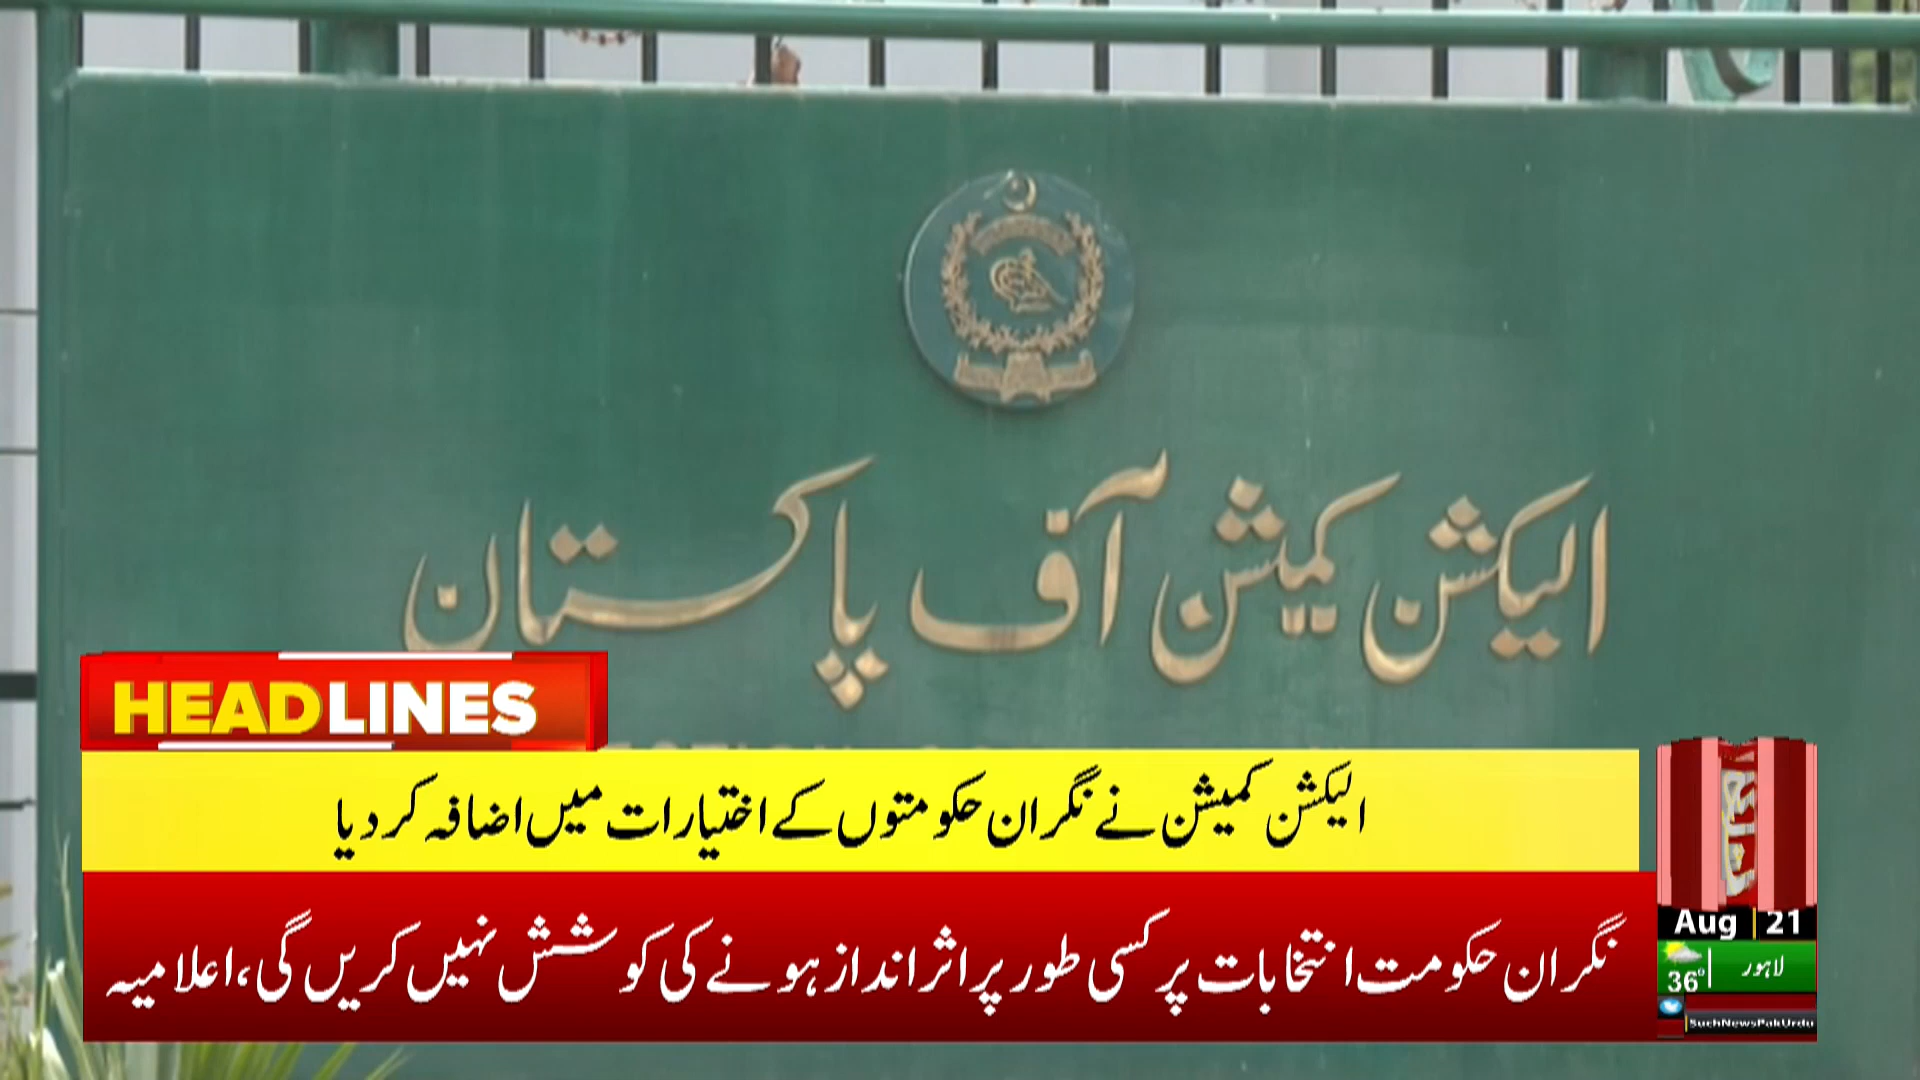 الیکشن کمیشن آف پاکستان
HEADLINES
الیکشن کمیشن نے نگران حکومتوں کے اختیارات میں اضافہ کر دیا
نگران حکومت انتخابات پر کسی طور پر اثر انداز ہونے کی کوشش نہیں کریں گی، اعلامیہ
Aug 21
36° لاہور
SuchNewsPakUrdu